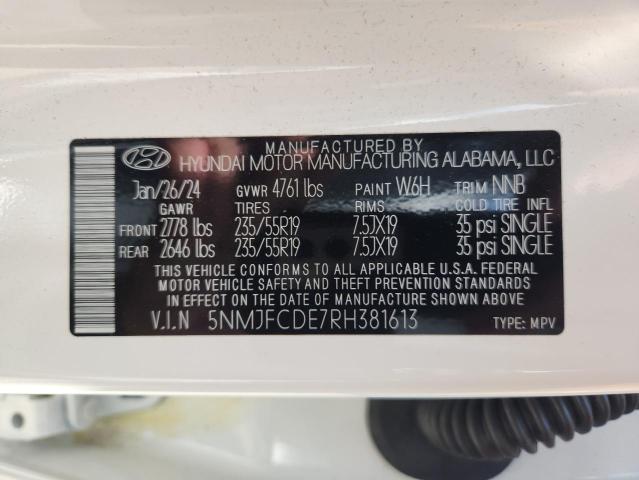 MANUFACTURED BY
HYUNDAI MOTOR MANUFACTURING ALABAMA, LLC
Jan/26/24 GVWR 4761 lbs PAINT W6H TRIM NNB
GAWR TIRES RIMS COLD TIRE INFL
FRONT 2778 lbs 235/55R19 7.5JX19 35 psi SINGLE
REAR 2646 lbs 235/55R19 7.5JX19 35 psi SINGLE
THIS VEHICLE CONFORMS TO ALL APPLICABLE U.S.A. FEDERAL
MOTOR VEHICLE SAFETY AND THEFT PREVENTION STANDARDS
IN EFFECT ON THE DATE OF MANUFACTURE SHOWN ABOVE.
V.I.N 5NMJFCDE7RH381613 TYPE: MPV